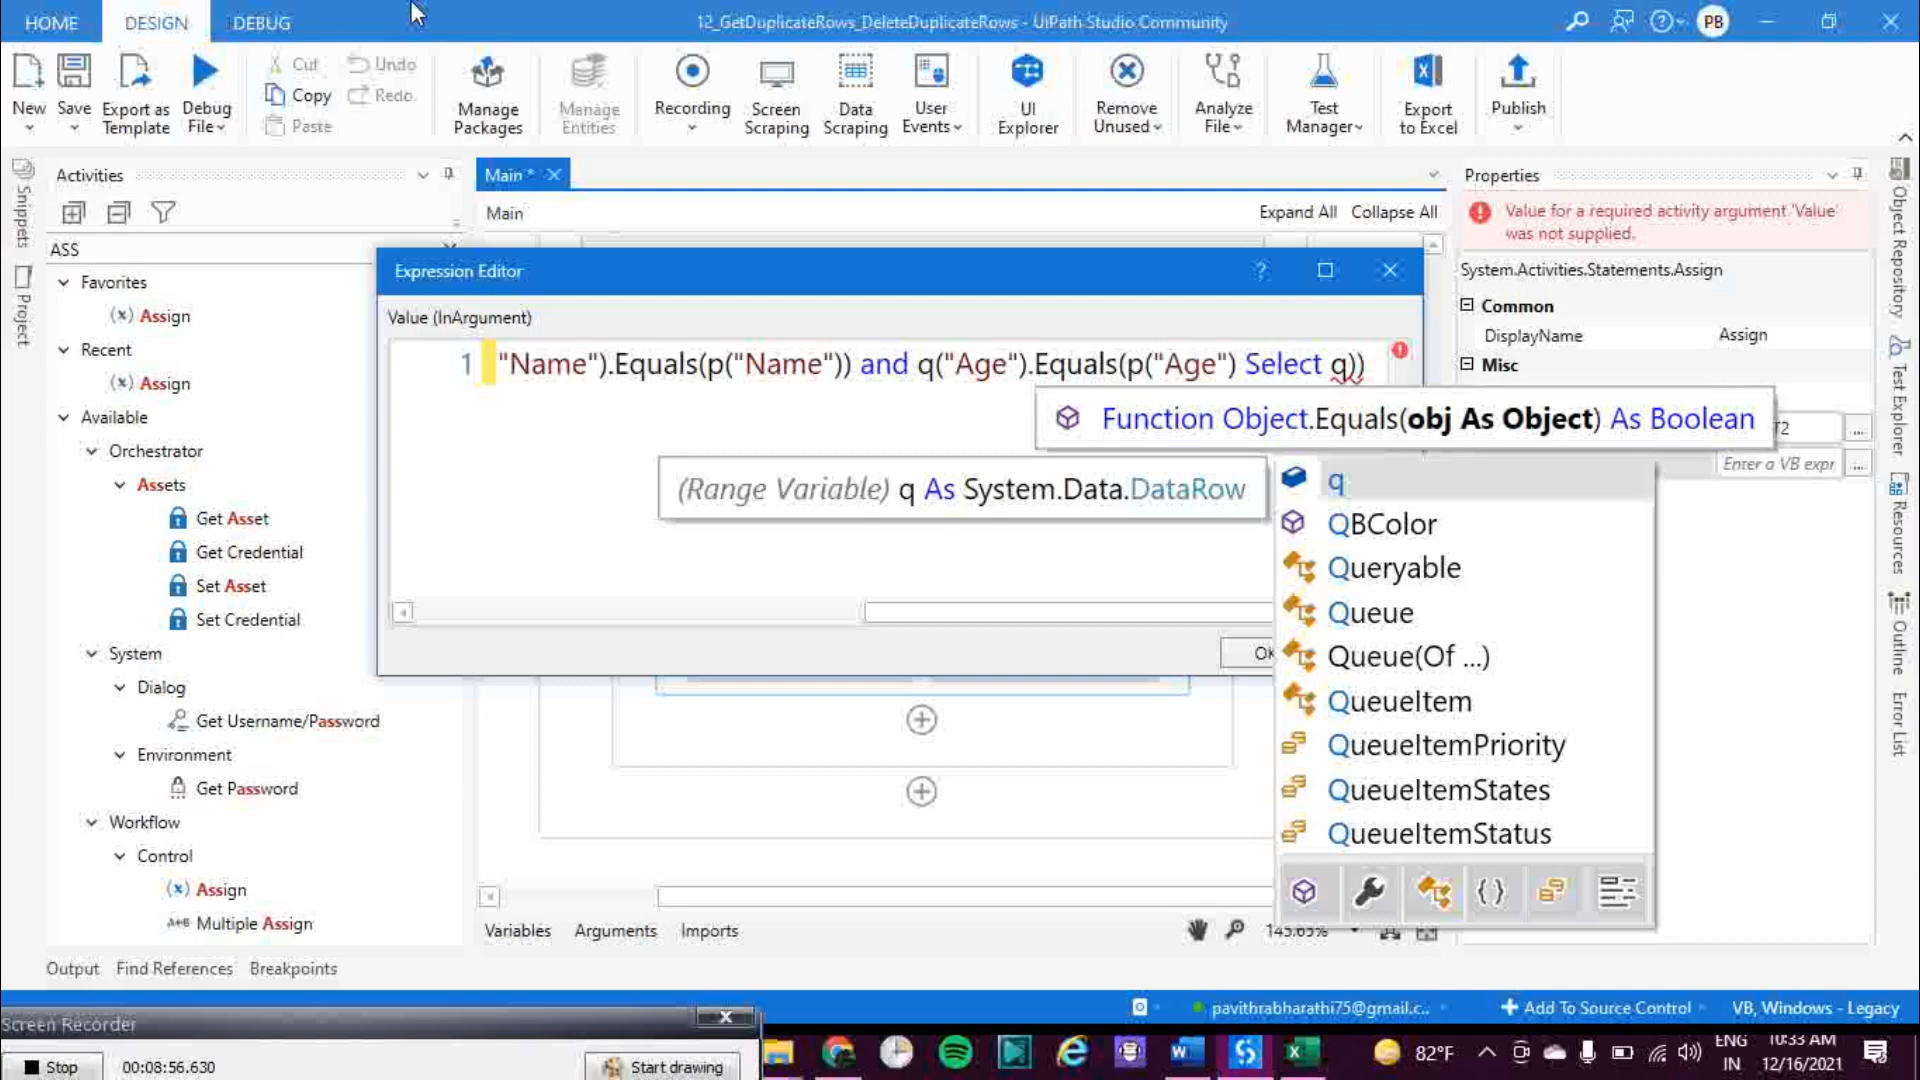 HOME
DESIGN
DEBUG
12_GetDuplicateRows_DeleteDuplicateRows - UiPath Studio Community
PB
New
Save
Export as Template
Debug File
Cut
Copy
Paste
Undo
Redo
Manage Packages
Manage Entities
Recording
Screen Scraping
Data Scraping
User Events
UI Explorer
Remove Unused
Analyze File
Test Manager
Export to Excel
Publish
Snippets
Project
Activities
ASS
Favorites
(x) Assign
Recent
(x) Assign
Available
Orchestrator
Assets
Get Asset
Get Credential
Set Asset
Set Credential
System
Dialog
Get Username/Password
Environment
Get Password
Workflow
Control
(x) Assign
A+B Multiple Assign
Main *
Main
Expand All
Collapse All
Expression Editor
?
Value (InArgument)
1 "Name").Equals(p("Name")) and q("Age").Equals(p("Age") Select q))
Function Object.Equals(obj As Object) As Boolean
(Range Variable) q As System.Data.DataRow
q
QBColor
Queryable
Queue
Queue(Of ...)
QueueItem
QueueItemPriority
QueueItemStates
QueueItemStatus
{ }
Variables
Arguments
Imports
145.65%
Properties
Value for a required activity argument 'Value' was not supplied.
System.Activities.Statements.Assign
Common
DisplayName
Assign
Misc
...
Enter a VB expr
...
Object Repository
Test Explorer
Resources
Outline
Error List
Output
Find References
Breakpoints
pavithrabharathi75@gmail.c..
Add To Source Control
VB, Windows - Legacy
Screen Recorder
Stop
00:08:56.630
Start drawing
82°F
ENG
IN
10:33 AM
12/16/2021